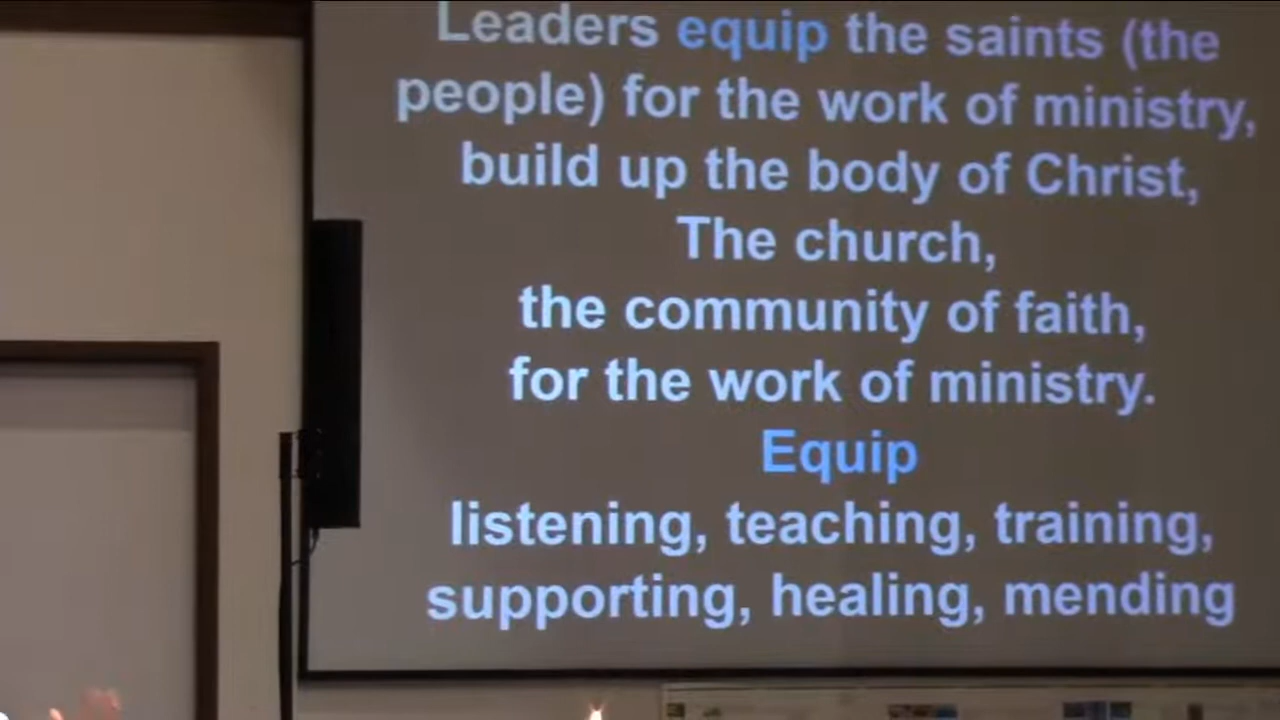 Leaders equip the saints (the
people) for the work of ministry,
build up the body of Christ,
The church,
the community of faith,
for the work of ministry.
Equip
listening, teaching, training,
supporting, healing, mending